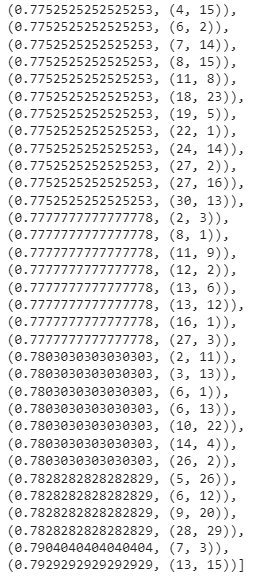 (0.7752525252525253, (4, 15)),
(0.7752525252525253, (6, 2)),
(0.7752525252525253, (7, 14)),
(0.7752525252525253, (8, 15)),
(0.7752525252525253, (11, 8)),
(0.7752525252525253, (18, 23)),
(0.7752525252525253, (19, 5)),
(0.7752525252525253, (22, 1)),
(0.7752525252525253, (24, 14)),
(0.7752525252525253, (27, 2)),
(0.7752525252525253, (27, 16)),
(0.7752525252525253, (30, 13)),
(0.7777777777777778, (2, 3)),
(0.7777777777777778, (8, 1)),
(0.7777777777777778, (11, 9)),
(0.7777777777777778, (12, 2)),
(0.7777777777777778, (13, 6)),
(0.7777777777777778, (13, 12)),
(0.7777777777777778, (16, 1)),
(0.7777777777777778, (27, 3)),
(0.7803030303030303, (2, 11)),
(0.7803030303030303, (3, 13)),
(0.7803030303030303, (6, 1)),
(0.7803030303030303, (6, 13)),
(0.7803030303030303, (10, 22)),
(0.7803030303030303, (14, 4)),
(0.7803030303030303, (26, 2)),
(0.7828282828282829, (5, 26)),
(0.7828282828282829, (6, 12)),
(0.7828282828282829, (9, 20)),
(0.7828282828282829, (28, 29)),
(0.7904040404040404, (7, 3)),
(0.7929292929292929, (13, 15))]